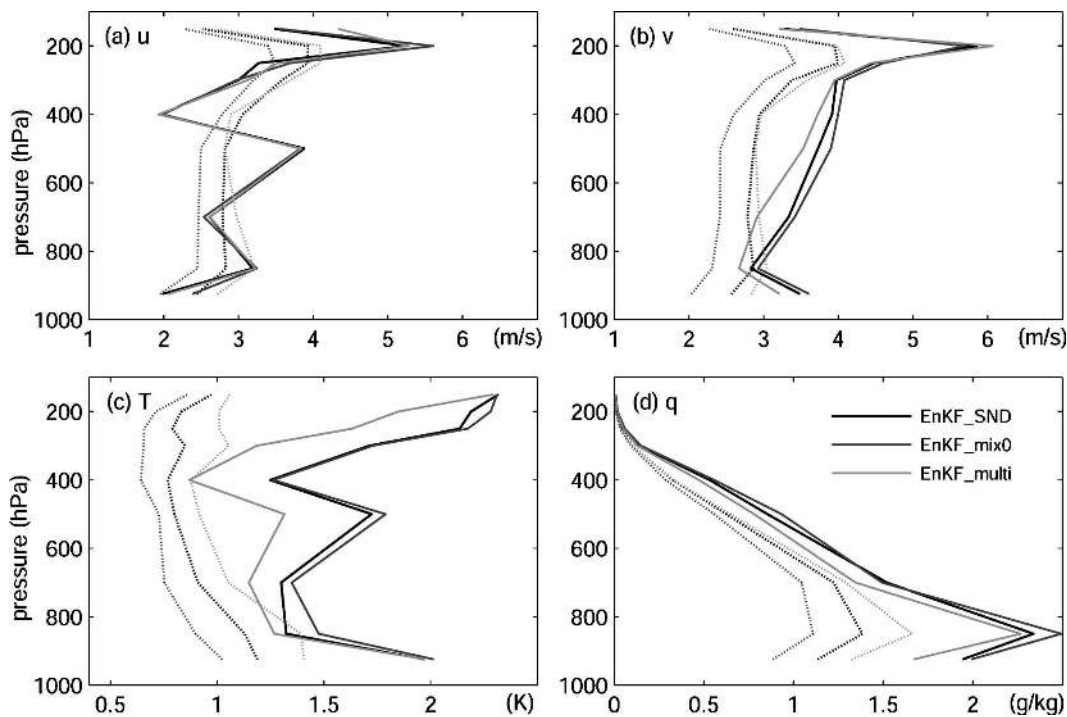 (a) u
(b) v
200
400
600
800
1000
pressure (hPa)
1 2 3 4 5 6 (m/s)
200
400
600
800
1000
1 2 3 4 5 6 (m/s)
(c) T
(d) q
200
400
600
800
1000
pressure (hPa)
0.5 1 1.5 2 (K)
200
400
600
800
1000
0 0.5 1 1.5 2 (g/kg)
EnKF_SND
EnKF_mix0
EnKF_multi